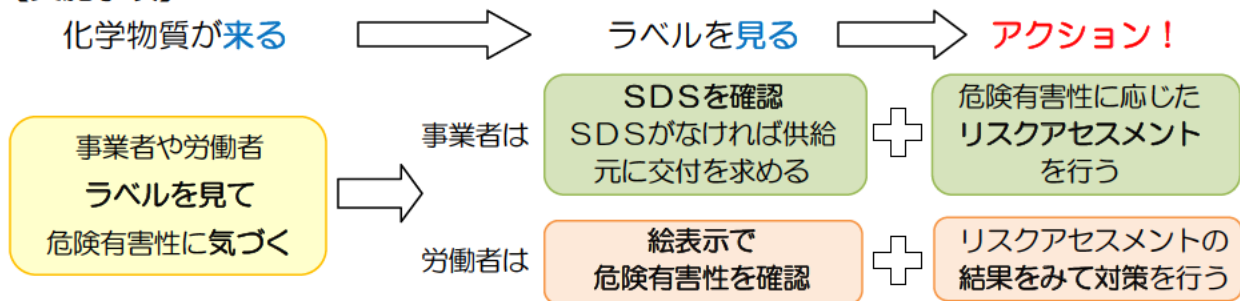 化学物質が来る
ラベルを見る
アクション！
事業者や労働者
ラベルを見て
危険有害性に気づく
事業者は
ＳＤＳを確認
ＳＤＳがなければ供給
元に交付を求める
危険有害性に応じた
リスクアセスメント
を行う
労働者は
絵表示で
危険有害性を確認
リスクアセスメントの
結果をみて対策を行う